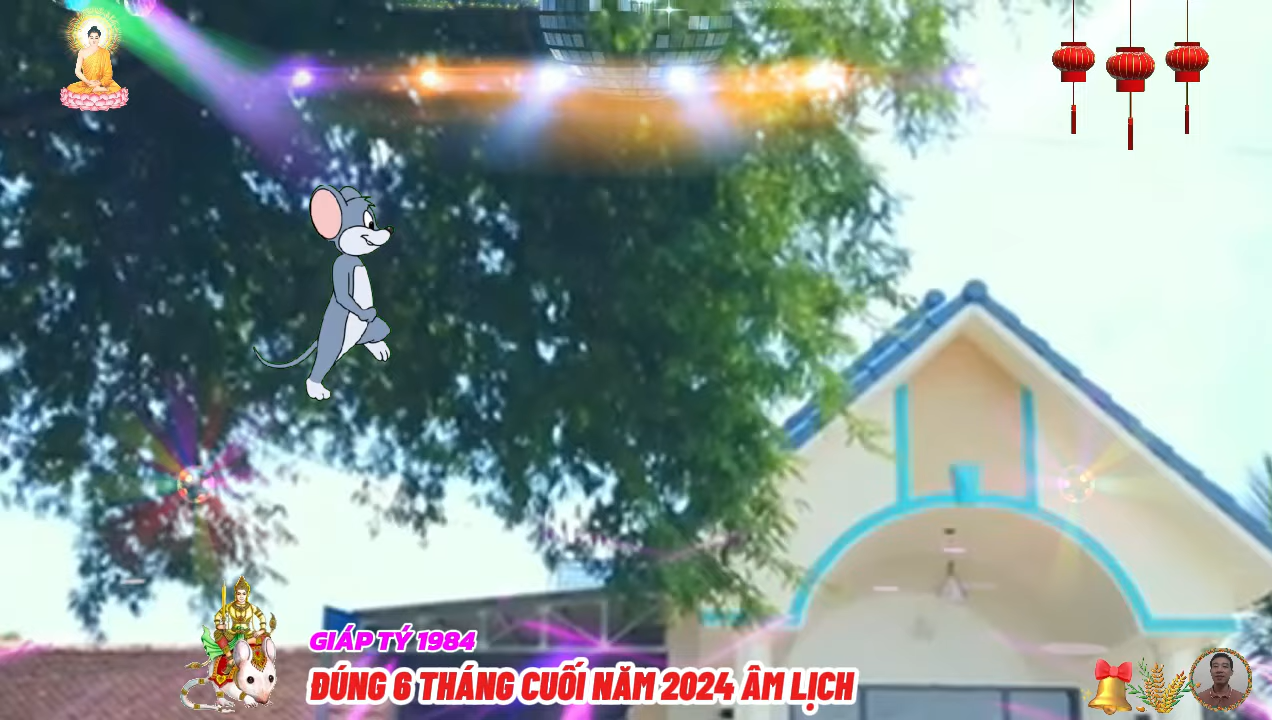 GIÁP TÝ 1984
ĐÚNG 6 THÁNG CUỐI NĂM 2024 ÂM LỊCH